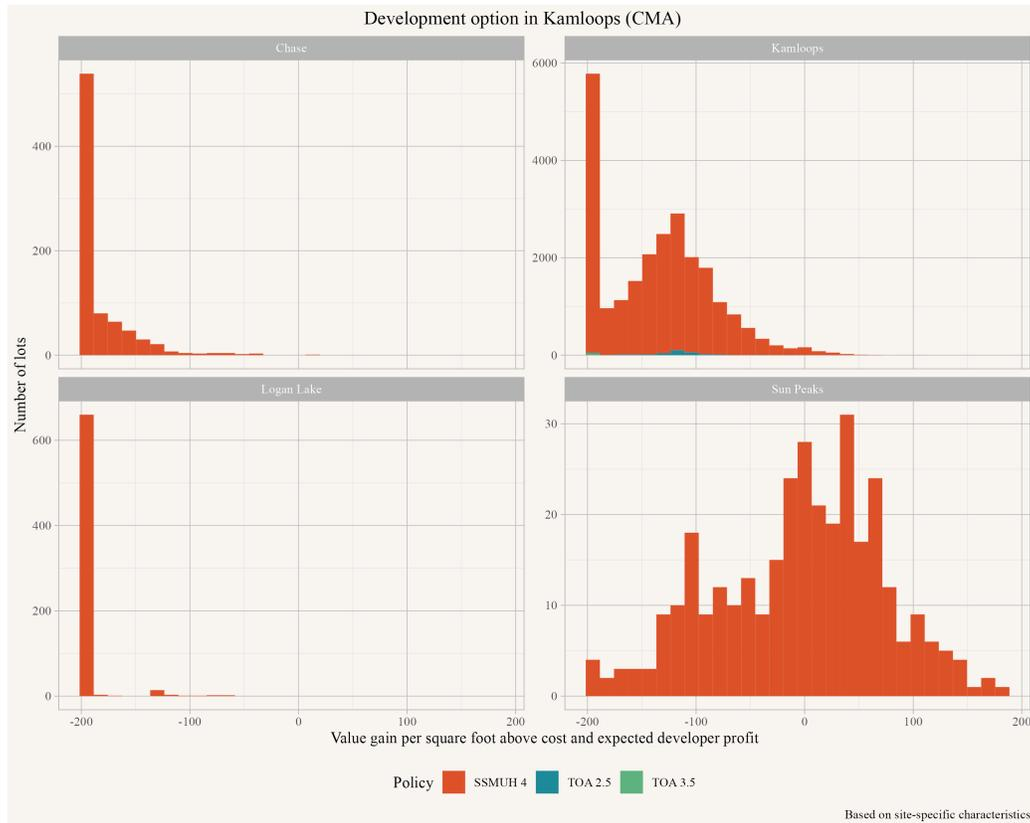 Development option in Kamloops (CMA)
Chase
Kamloops
400
200
0
6000
4000
2000
0
Number of lots
Logan Lake
Sun Peaks
600
400
200
0
30
20
10
0
-200 -100 0 100 200
-200 -100 0 100 200
Value gain per square foot above cost and expected developer profit
Policy SSMUH 4 TOA 2.5 TOA 3.5
Based on site-specific characteristics